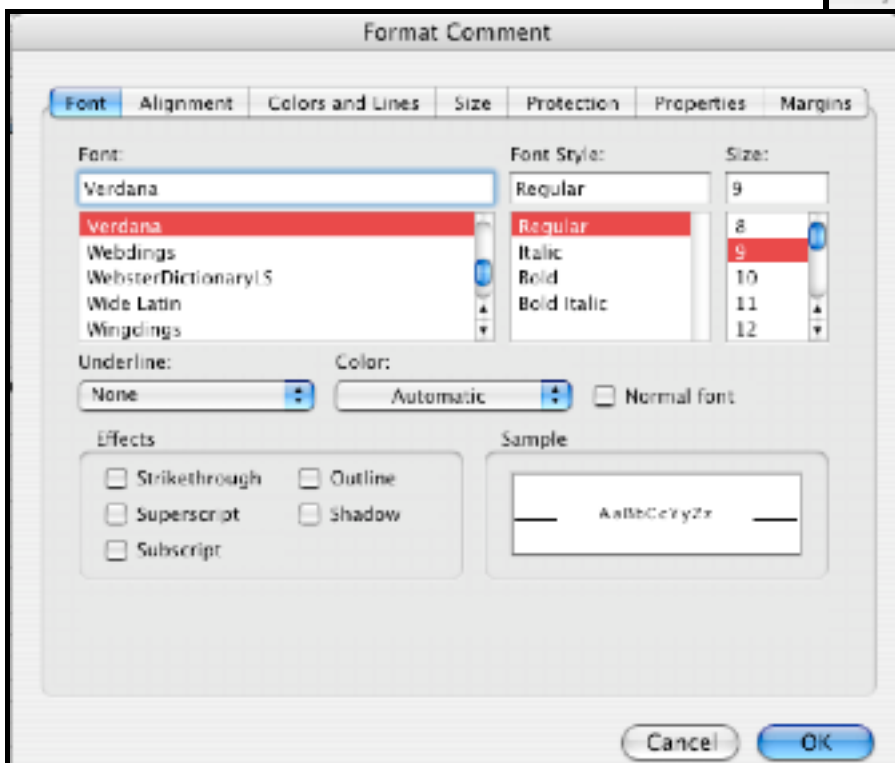 Format Comment
Font Alignment Colors and Lines Size Protection Properties Margins
Font: Font Style: Size:
Verdana Regular 9
Verdana Regular 8
Webdings Italic 9
WebsterDictionaryLS Bold 10
Wide Latin Bold Italic 11
Wingdings 12
Underline: Color:
None Automatic Normal font
Effects Sample
Strikethrough Outline
Superscript Shadow AaBbCcYyZz
Subscript
Cancel OK